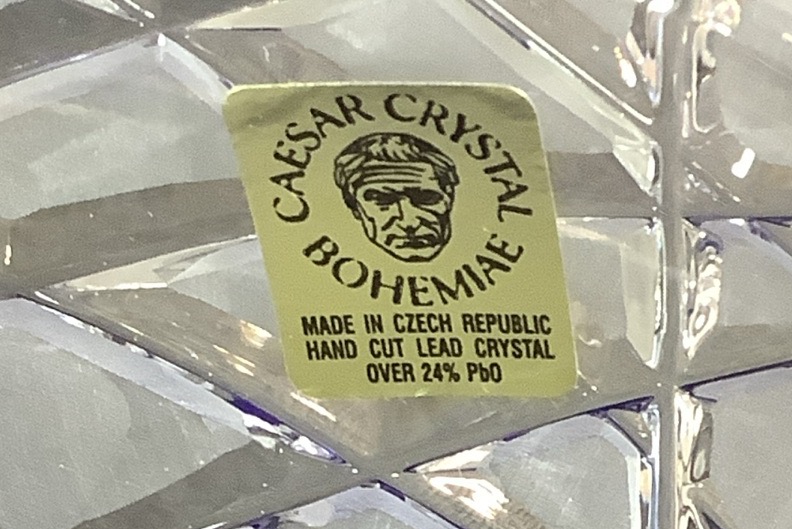 CAESAR CRYSTAL
BOHEMIAE
MADE IN CZECH REPUBLIC
HAND CUT LEAD CRYSTAL
OVER 24% PbO